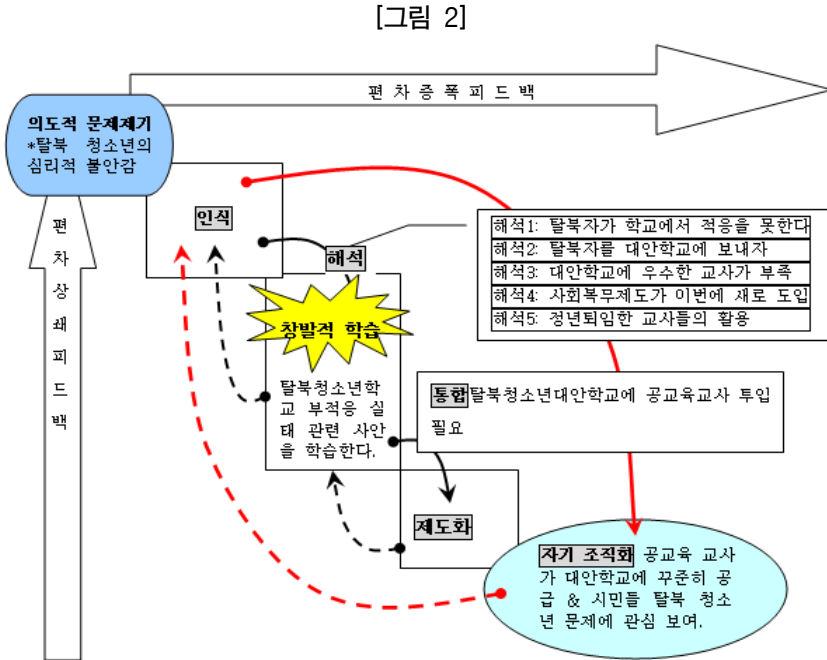 [그림 2]
편 차 증 폭 피 드 백
의도적 문제제기
*탈북 청소년의
심리적 불안감
편
차
상
쇄
피
드
백
인식
해석
해석1: 탈북자가 학교에서 적응을 못한다
해석2: 탈북자를 대안학교에 보내자
해석3: 대안학교에 우수한 교사가 부족
해석4: 사회복무제도가 이번에 새로 도입
해석5: 정년퇴임한 교사들의 활용
창발적 학습
탈북청소년학
교 부적응 실
태 관련 사안
을 학습한다.
통합탈북청소년대안학교에 공교육교사 투입
필요
제도화
자기 조직화 공교육 교사
가 대안학교에 꾸준히 공
급 & 시민들 탈북 청소
년 문제에 관심 보여.